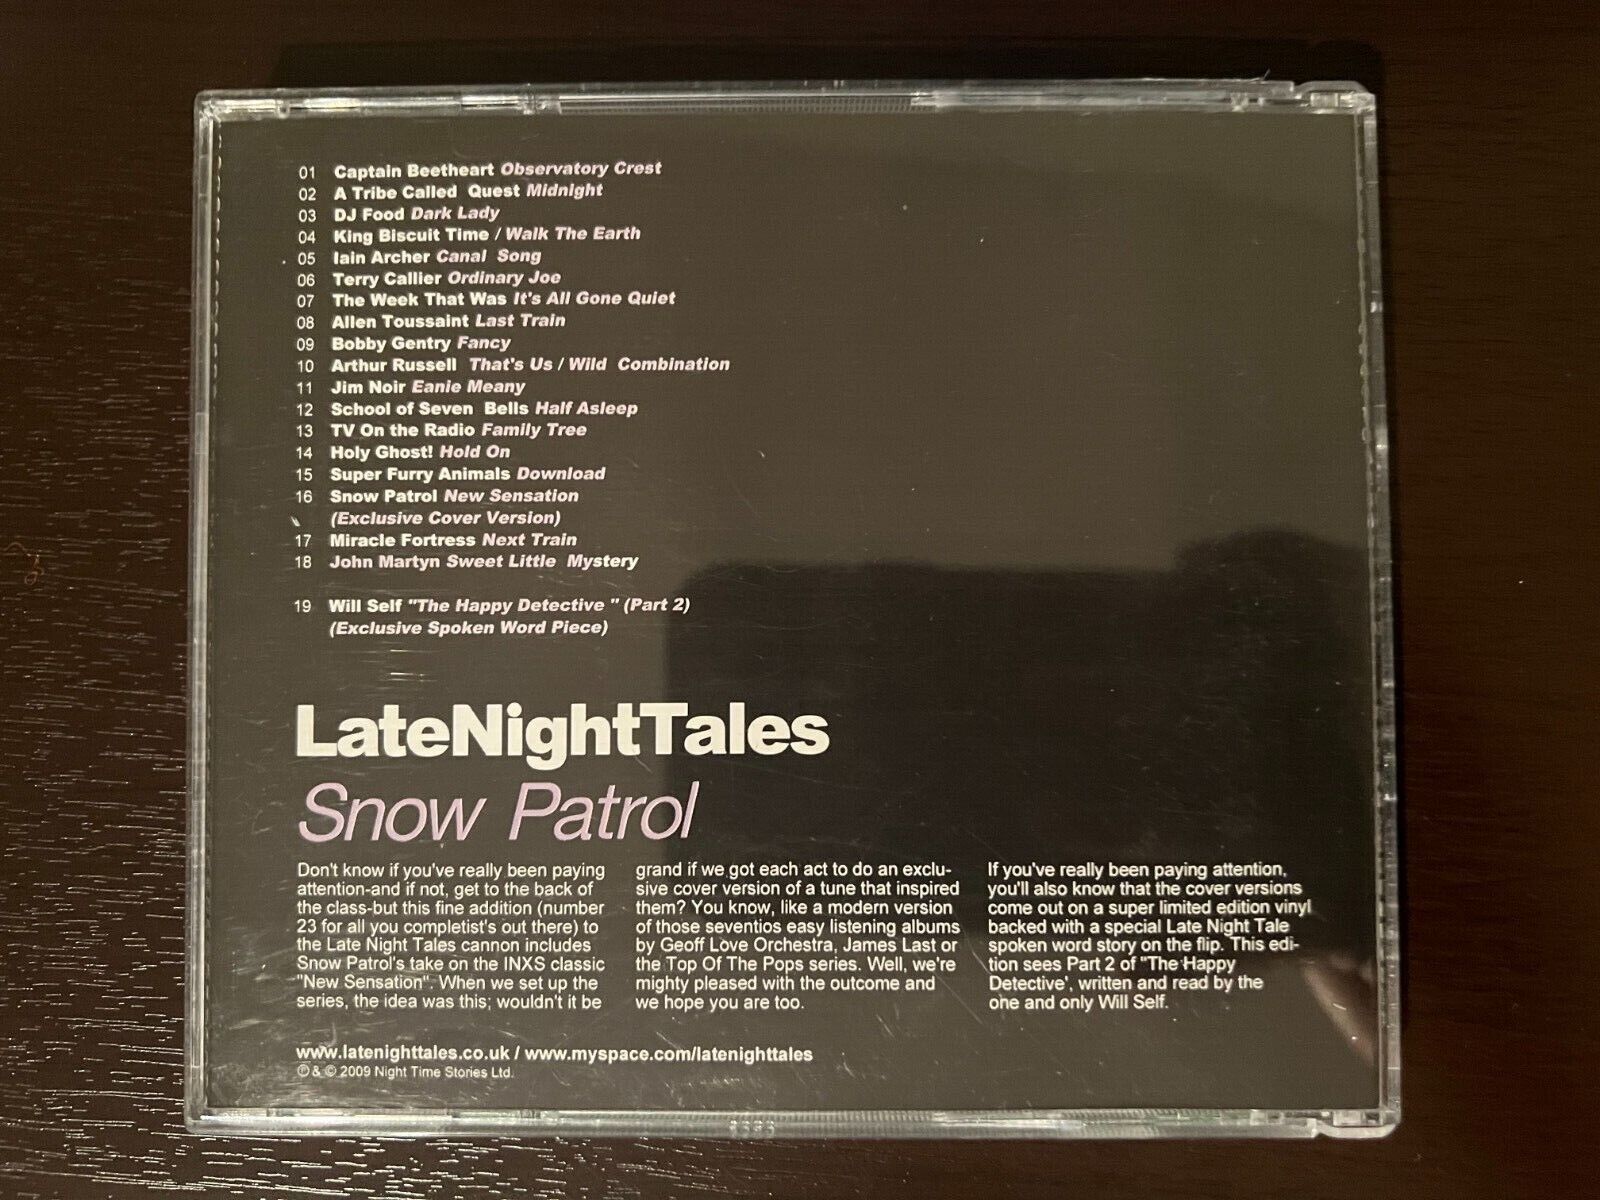 01 Captain Beetheart Observatory Crest
02 A Tribe Called Quest Midnight
03 DJ Food Dark Lady
04 King Biscuit Time / Walk The Earth
05 Iain Archer Canal Song
06 Terry Callier Ordinary Joe
07 The Week That Was It's All Gone Quiet
08 Allen Toussaint Last Train
09 Bobby Gentry Fancy
10 Arthur Russell That's Us / Wild Combination
11 Jim Noir Eanie Meany
12 School of Seven Bells Half Asleep
13 TV On the Radio Family Tree
14 Holy Ghost! Hold On
15 Super Furry Animals Download
16 Snow Patrol New Sensation
(Exclusive Cover Version)
17 Miracle Fortress Next Train
18 John Martyn Sweet Little Mystery
19 Will Self "The Happy Detective " (Part 2)
(Exclusive Spoken Word Piece)
LateNightTales
Snow Patrol
Don't know if you've really been paying
attention-and if not, get to the back of
the class-but this fine addition (number
23 for all you completist's out there) to
the Late Night Tales cannon includes
Snow Patrol's take on the INXS classic
"New Sensation". When we set up the
series, the idea was this; wouldn't it be
grand if we got each act to do an exclu-
sive cover version of a tune that inspired
them? You know, like a modern version
of those seventies easy listening albums
by Geoff Love Orchestra, James Last or
the Top Of The Pops series. Well, we're
mighty pleased with the outcome and
we hope you are too.
If you've really been paying attention,
you'll also know that the cover versions
come out on a super limited edition vinyl
backed with a special Late Night Tale
spoken word story on the flip. This edi-
tion sees Part 2 of "The Happy
Detective', written and read by the
one and only Will Self.
www.latenighttales.co.uk / www.myspace.com/latenighttales
℗ & © 2009 Night Time Stories Ltd.